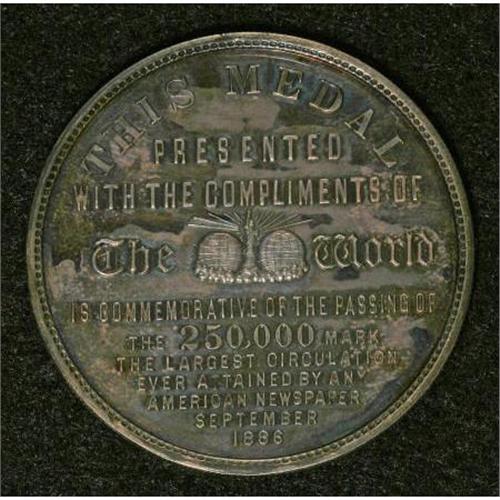 THIS MEDAL
PRESENTED
WITH THE COMPLIMENTS OF
The World
IS COMMEMORATIVE OF THE PASSING OF
THE 250,000 MARK,
THE LARGEST CIRCULATION
EVER ATTAINED BY ANY
AMERICAN NEWSPAPER
SEPTEMBER
1886